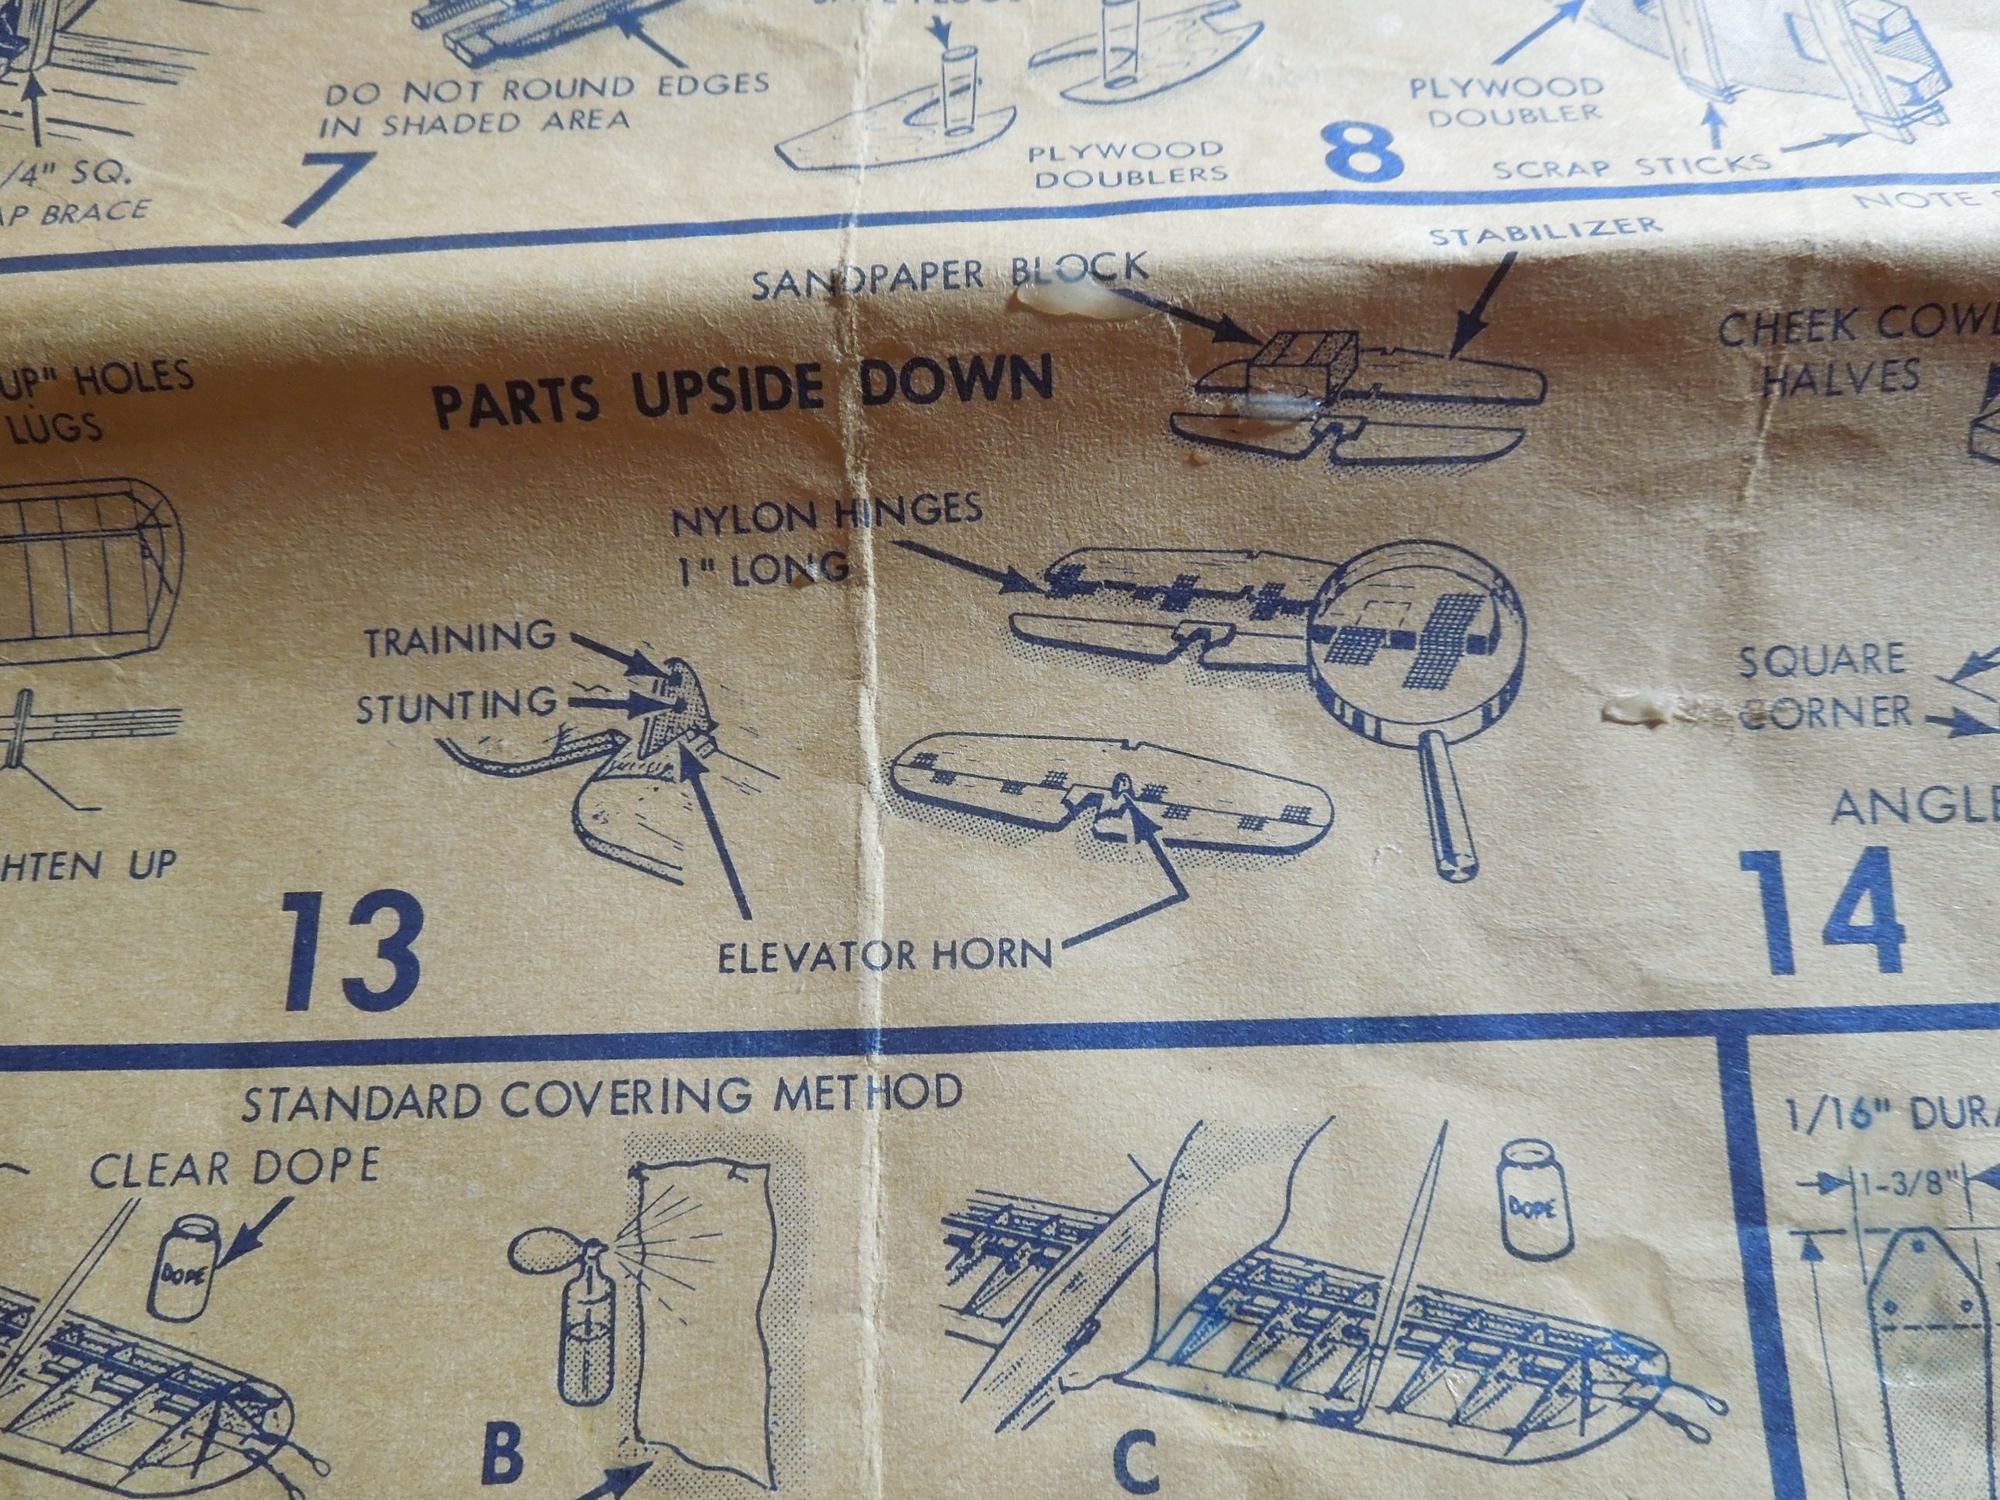 DO NOT ROUND EDGES
IN SHADED AREA
/4" SQ.
AP BRACE
7
PLYWOOD
DOUBLERS
PLYWOOD
DOUBLER
8
SCRAP STICKS
NOTE
STABILIZER
SANDPAPER BLOCK
UP" HOLES
LUGS
PARTS UPSIDE DOWN
CHEEK COWL
HALVES
NYLON HINGES
1" LONG
TRAINING
STUNTING
SQUARE
CORNER
ANGLE
HTEN UP
13
ELEVATOR HORN
14
STANDARD COVERING METHOD
CLEAR DOPE
DOPE
DOPE
1/16" DURA
1-3/8"
B
C